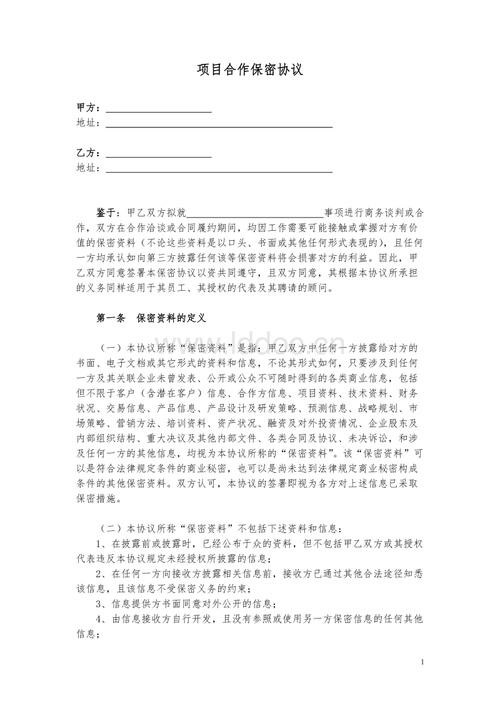 项目合作保密协议
甲方：
地址：
乙方：
地址：
鉴于：甲乙双方拟就                    事项进行商务谈判或合
作，双方在合作洽谈或合同履约期间，均因工作需要可能接触或掌握对方有价
值的保密资料（不论这些资料是以口头、书面或其他任何形式表现的），且任何
一方均承认如向第三方披露任何该等保密资料将会损害对方的利益。因此，甲
乙双方同意签署本保密协议以资共同遵守，且双方同意，其根据本协议所承担
的义务同样适用于其员工、其授权的代表及其聘请的顾问。
第一条 保密资料的定义
（一）本协议所称“保密资料”是指：甲乙双方中任何一方披露给对方的
书面、电子文档或其它形式的资料和信息，不论其形式如何，只要涉及到任何
一方及其关联企业未曾发表、公开或公众不可随时得到的各类商业信息，包括
但不限于客户（含潜在客户）信息、合作方信息、项目资料、技术资料、财务
状况、交易信息、产品信息、产品设计及研发策略、预测信息、战略规划、市
场策略、营销方法、培训资料、资产状况、融资及对外投资情况、企业股东及
内部组织结构、重大决议及其他内部文件、各类合同及协议、未决诉讼，和涉
及任何一方的其他信息，均视为本协议所称的“保密资料”。该“保密资料”可
以是符合法律规定条件的商业秘密，也可以是尚未达到法律规定商业秘密构成
条件的其他保密资料。双方认可，本协议的签署即视为各方对上述信息已采取
保密措施。
（二）本协议所称“保密资料”不包括下述资料和信息：
1、在披露前或披露时，已经公布于众的资料，但不包括甲乙双方或其授权
代表违反本协议规定未经授权所披露的信息；
2、在任何一方向接收方披露相关信息前，接收方已通过其他合法途径知悉
该信息，且该信息不受保密义务的约束；
3、信息提供方书面同意对外公开的信息；
4、由信息接收方自行开发，且没有参照或使用另一方保密信息的任何其他
信息；
1